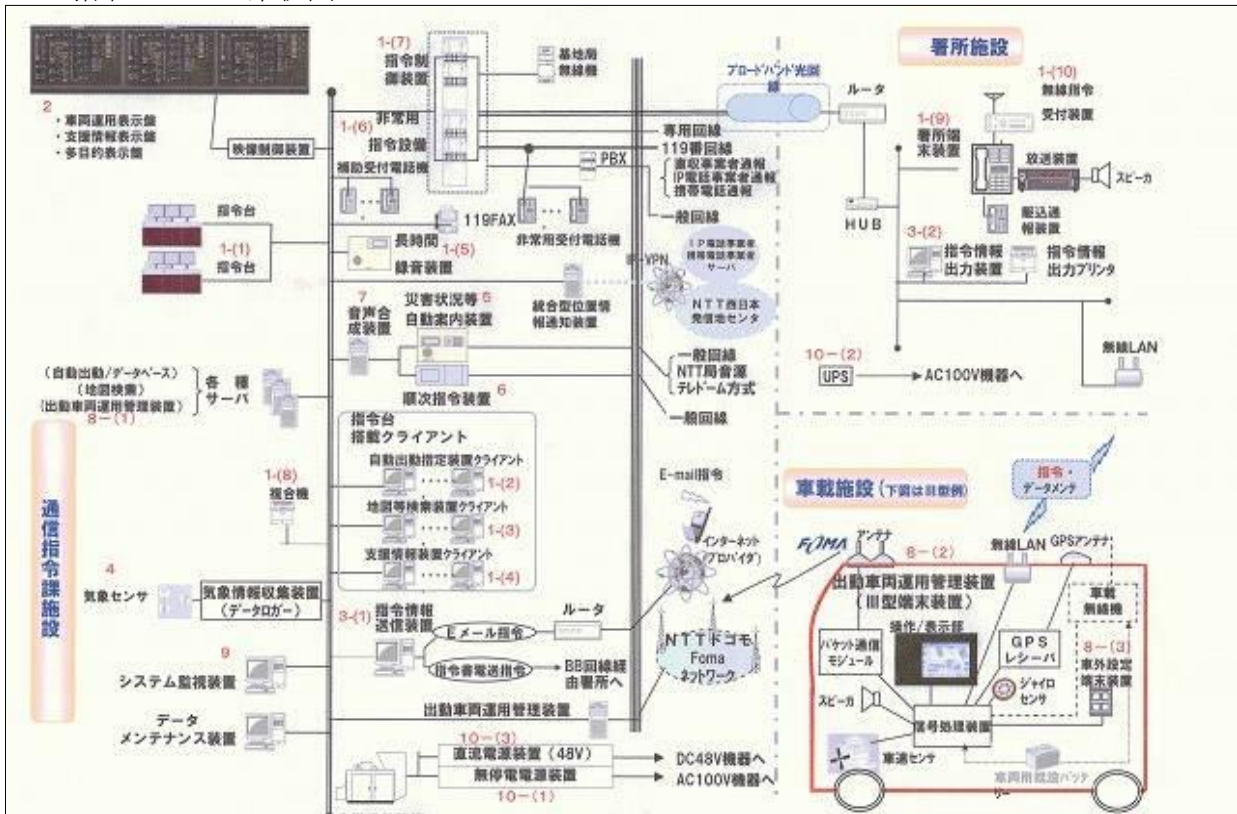 2
・車両運用表示盤
・支援情報表示盤
・多目的表示盤
映像制御装置
1-(7)
指令制
御装置
基地局
無線機
非常用
1-(6)
指令設備
補助受付電話機
専用回線
119番回線
直収事業者通報
IP電話事業者通報
携帯電話通報
PBX
一般回線
119FAX
非常用受付電話機
指令台
1-(1)
指令台
長時間
1-(5)
録音装置
IP電話事業者
携帯電話事業者
サーバ
NTT西日本
発信地センタ
統合型位置情
報通知装置
7
音声合
成装置
災害状況等
5
自動案内装置
一般回線
NTT局音源
テレドーム方式
6
順次指令装置
一般回線
(自動出動/データベース)
(地図検索)
(出動車両運用管理装置)
8-(1)
各種
サーバ
指令台
搭載クライアント
自動出動指定装置クライアント
1-(2)
地図等検索装置クライアント
1-(3)
支援情報装置クライアント
1-(4)
1-(8)
複合機
通信指令課施設
4
気象センサ
気象情報収集装置
(データロガー)
3-(1)
指令情報
送信装置
Eメール指令
ルータ
指令書電送指令
BB回線経
由署所へ
E-mail指令
インターネット
(プロバイダ)
NTTドコモ
Foma
ネットワーク
9
システム監視装置
データ
メンテナンス装置
出動車両運用管理装置
10-(3)
直流電源装置(48V)
DC48V機器へ
無停電電源装置
AC100V機器へ
10-(1)
ブロードバンド光回
線
ルータ
HUB
署所施設
1-(10)
無線指令
受付装置
1-(9)
署所端
末装置
放送装置
スピーカ
駆込通
報装置
3-(2)
指令情報
出力装置
指令情報
出力プリンタ
10-(2)
UPS
AC100V機器へ
無線LAN
車載施設(下図はⅢ型例)
指令・
データメンテ
FOMA
アンテナ
8-(2)
無線LAN
GPSアンテナ
出動車両運用管理装置
(Ⅲ型端末装置)
車載
無線機
操作/表示部
パケット通信
モジュール
GPS
レシーバ
8-(3)
車外設定
端末装置
スピーカ
ジャイロ
センサ
信号処理装置
車速センサ